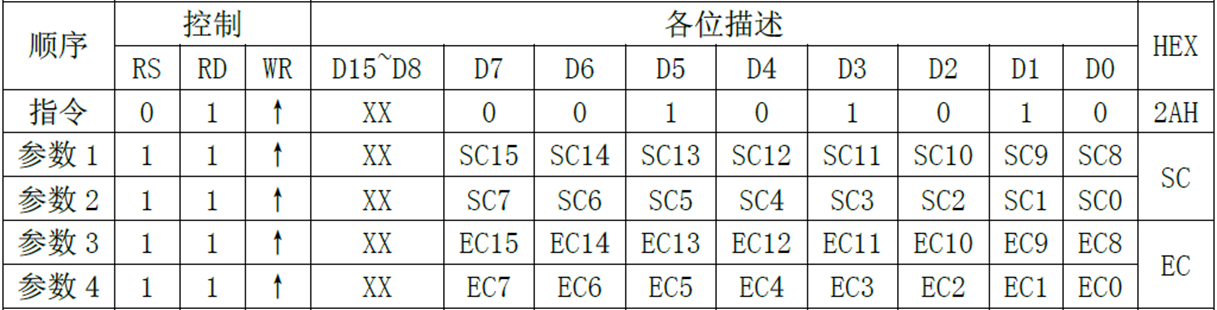 顺序 控制 各位描述 HEX
RS RD WR D15~D8 D7 D6 D5 D4 D3 D2 D1 D0
指令 0 1 ↑ XX 0 0 1 0 1 0 1 0 2AH
参数 1 1 1 ↑ XX SC15 SC14 SC13 SC12 SC11 SC10 SC9 SC8 SC
参数 2 1 1 ↑ XX SC7 SC6 SC5 SC4 SC3 SC2 SC1 SC0
参数 3 1 1 ↑ XX EC15 EC14 EC13 EC12 EC11 EC10 EC9 EC8 EC
参数 4 1 1 ↑ XX EC7 EC6 EC5 EC4 EC3 EC2 EC1 EC0